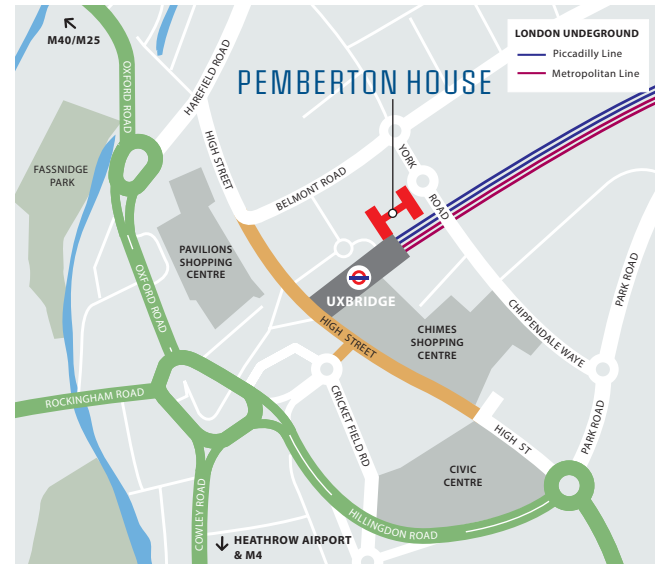 M40/M25
OXFORD ROAD
HAREFIELD ROAD
LONDON UNDEGROUND
Piccadilly Line
Metropolitan Line
PEMBERTON HOUSE
HIGH STREET
YORK
ROAD
FASSNIDGE
PARK
BELMONT ROAD
PAVILIONS
SHOPPING
CENTRE
OXFORD ROAD
UXBRIDGE
HIGH STREET
CHIMES
SHOPPING
CENTRE
CHIPPENDALE WAYE
PARK ROAD
ROCKINGHAM ROAD
CRICKET FIELD RD
HIGH ST
PARK ROAD
CIVIC
CENTRE
COWLEY ROAD
HILLINGDON ROAD
HEATHROW AIRPORT
& M4